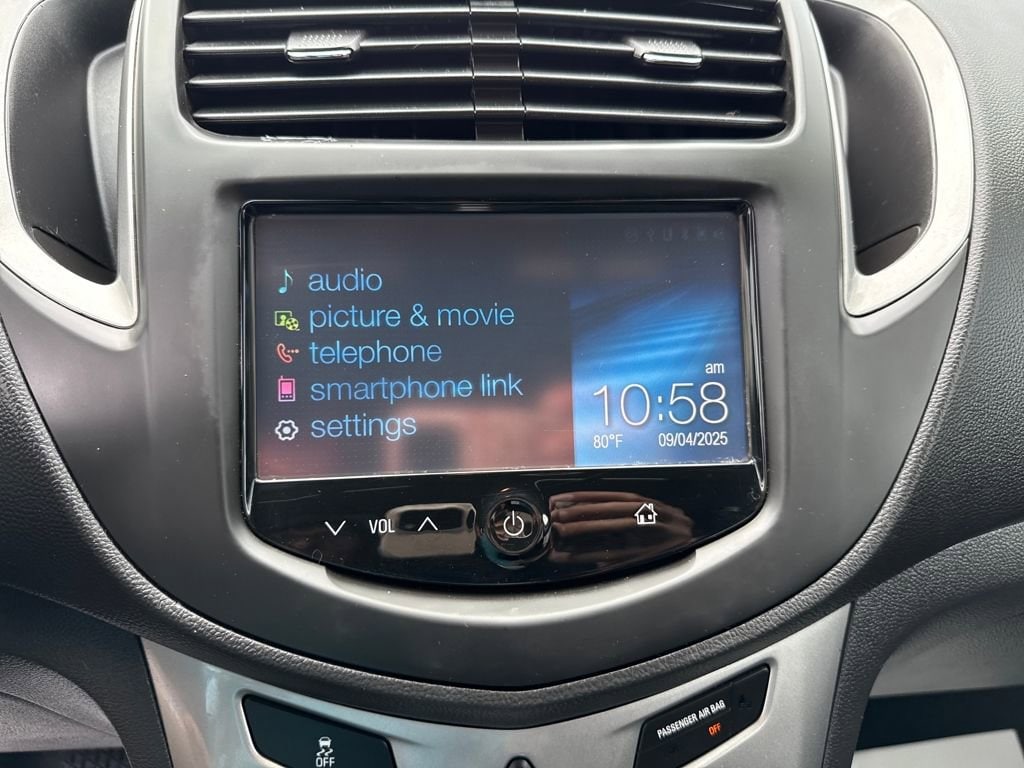 audio
picture & movie
telephone
smartphone link
settings
am
10:58
80°F 09/04/2025
VOL
PASSENGER AIR BAG
OFF
OFF